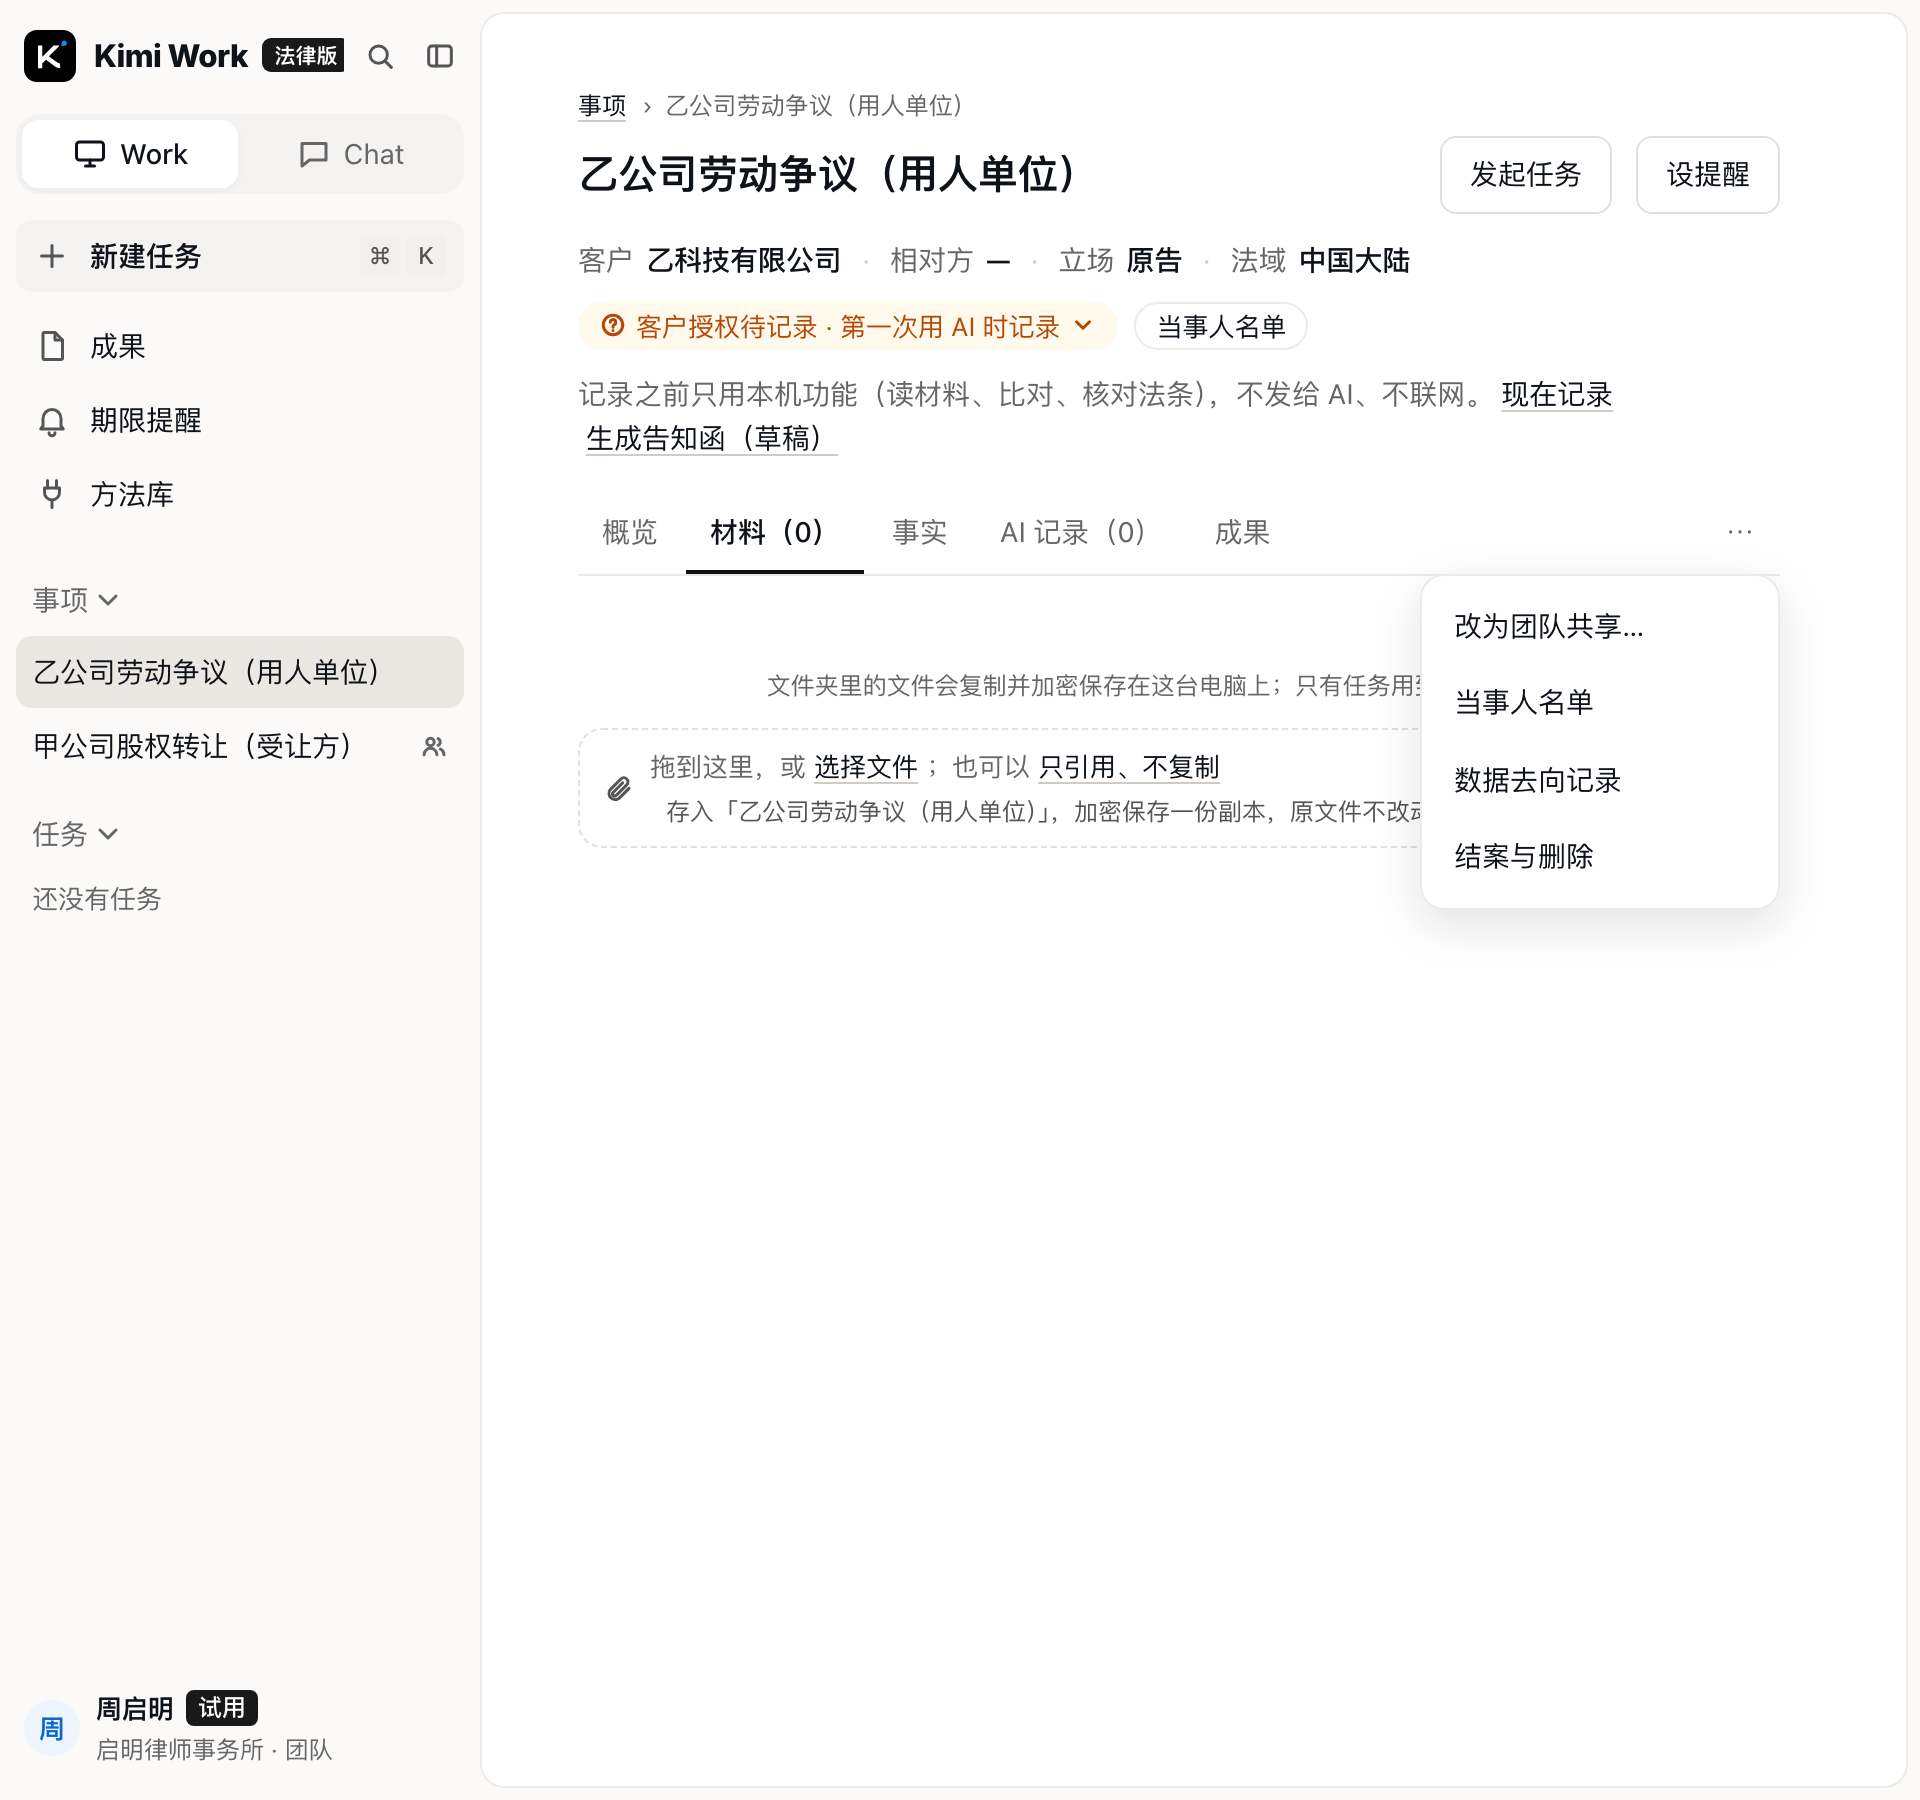 Kimi Work 法律版
Work
Chat
新建任务 ⌘ K
成果
期限提醒
方法库
事项
乙公司劳动争议（用人单位）
甲公司股权转让（受让方）
任务
还没有任务
周 周启明 试用
启明律师事务所 · 团队
事项 › 乙公司劳动争议（用人单位）
乙公司劳动争议（用人单位）
发起任务 设提醒
客户 乙科技有限公司 · 相对方 — · 立场 原告 · 法域 中国大陆
客户授权待记录 · 第一次用 AI 时记录 当事人名单
记录之前只用本机功能（读材料、比对、核对法条），不发给 AI、不联网。 现在记录
生成告知函（草稿）
概览 材料（0） 事实 AI 记录（0） 成果 ···
改为团队共享...
当事人名单
数据去向记录
结案与删除
文件夹里的文件会复制并加密保存在这台电脑上；只有任务用
拖到这里，或 选择文件 ；也可以 只引用、不复制
存入「乙公司劳动争议（用人单位）」，加密保存一份副本，原文件不改